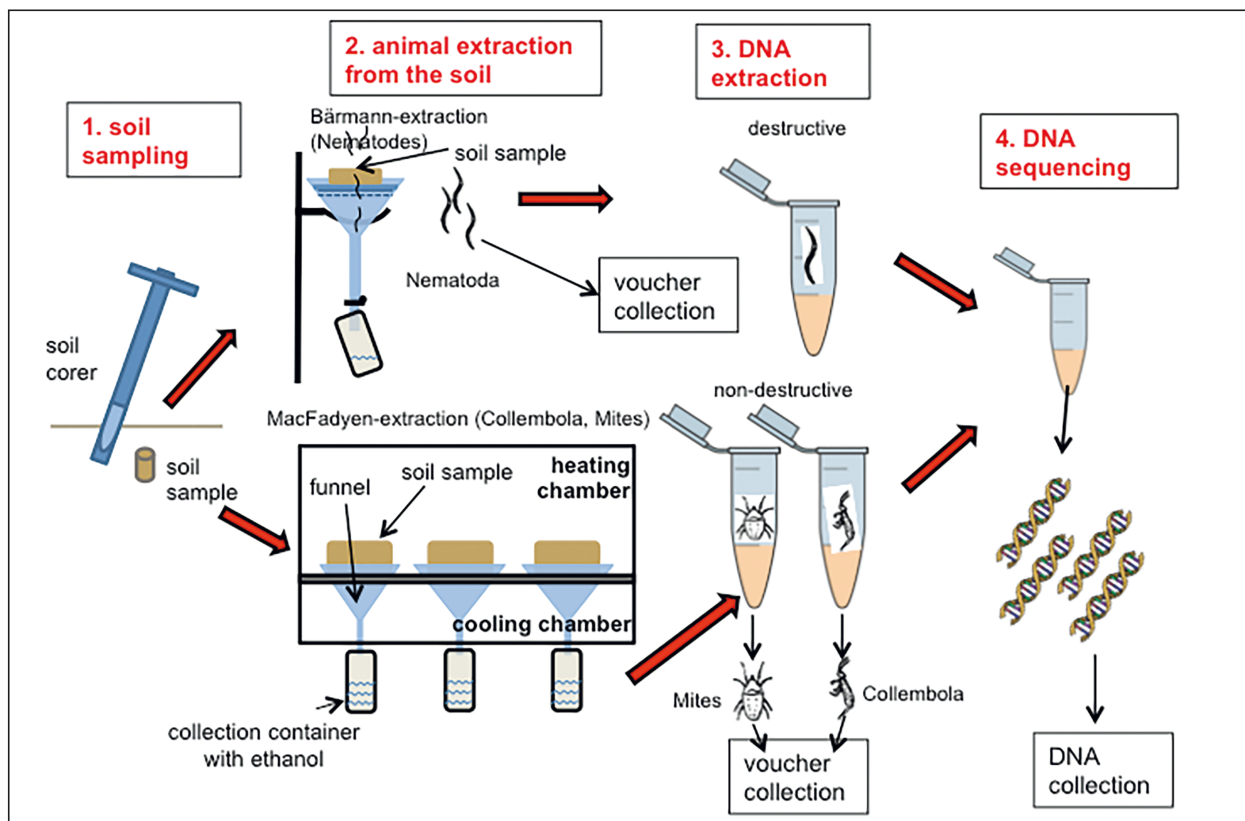 1. soil
sampling
2. animal extraction
from the soil
3. DNA
extraction
4. DNA
sequencing
Bärmann-extraction
(Nematodes)
soil sample
Nematoda
voucher
collection
destructive
soil
corer
soil
sample
MacFadyen-extraction (Collembola, Mites)
heating
chamber
funnel
soil sample
cooling chamber
collection container
with ethanol
non-destructive
Mites
Collembola
voucher
collection
DNA
collection